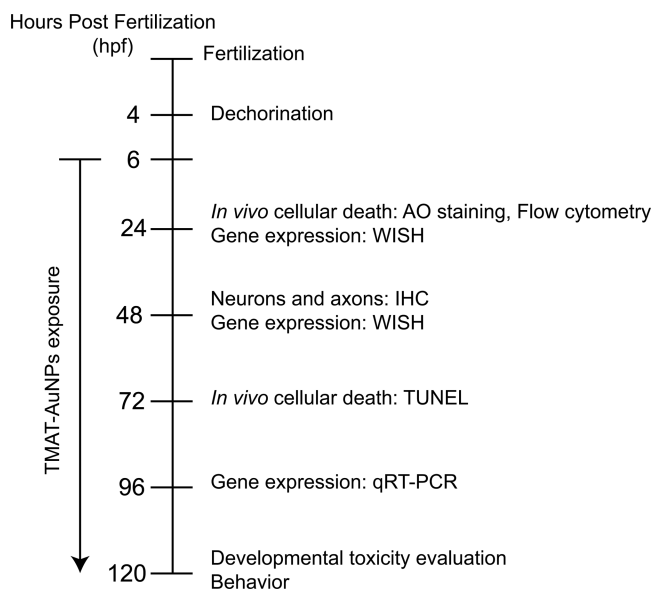 Hours Post Fertilization
(hpf)
Fertilization
4 Dechorination
6
TMAT-AuNPs exposure
In vivo cellular death: AO staining, Flow cytometry
24
Gene expression: WISH
Neurons and axons: IHC
48
Gene expression: WISH
72 In vivo cellular death: TUNEL
96 Gene expression: qRT-PCR
Developmental toxicity evaluation
120
Behavior